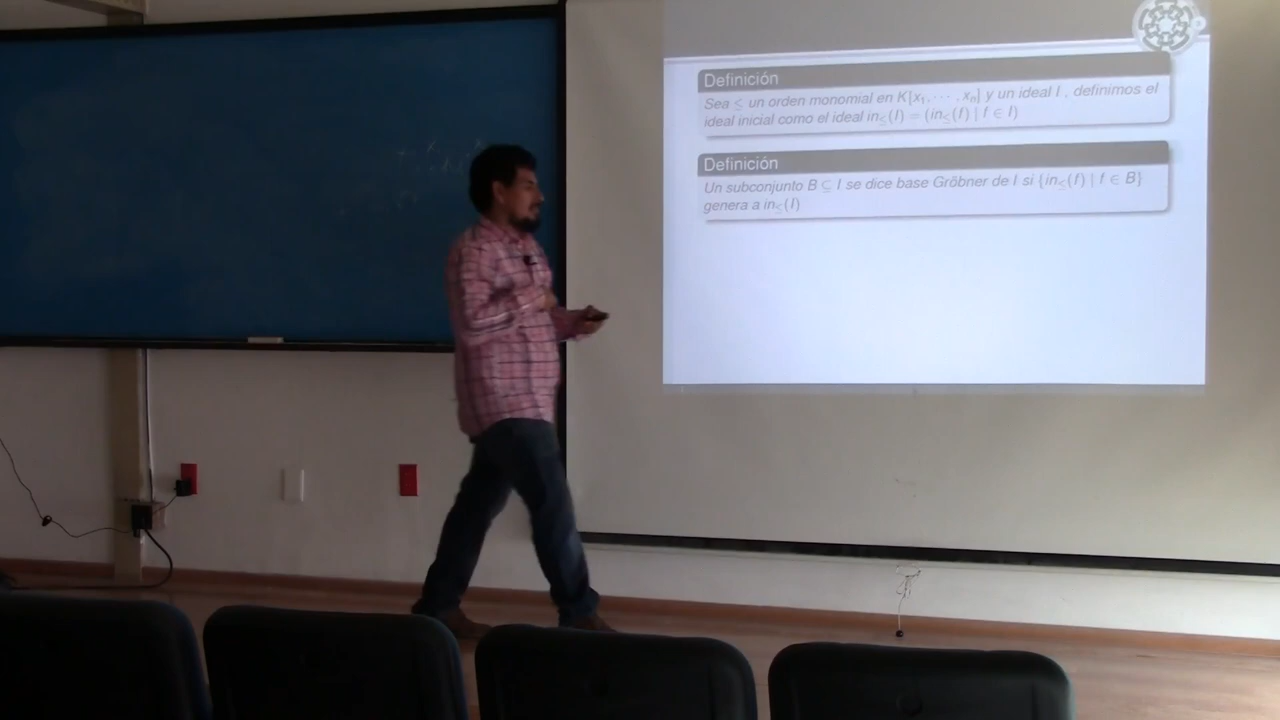 Definición
Sea ≤ un orden monomial en K[x₁, ⋯ , xₙ] y un ideal I , definimos el
ideal inicial como el ideal in≤(I) = (in≤(f) | f ∈ I)
Definición
Un subconjunto B ⊆ I se dice base Gröbner de I si {in≤(f) | f ∈ B}
genera a in≤(I)